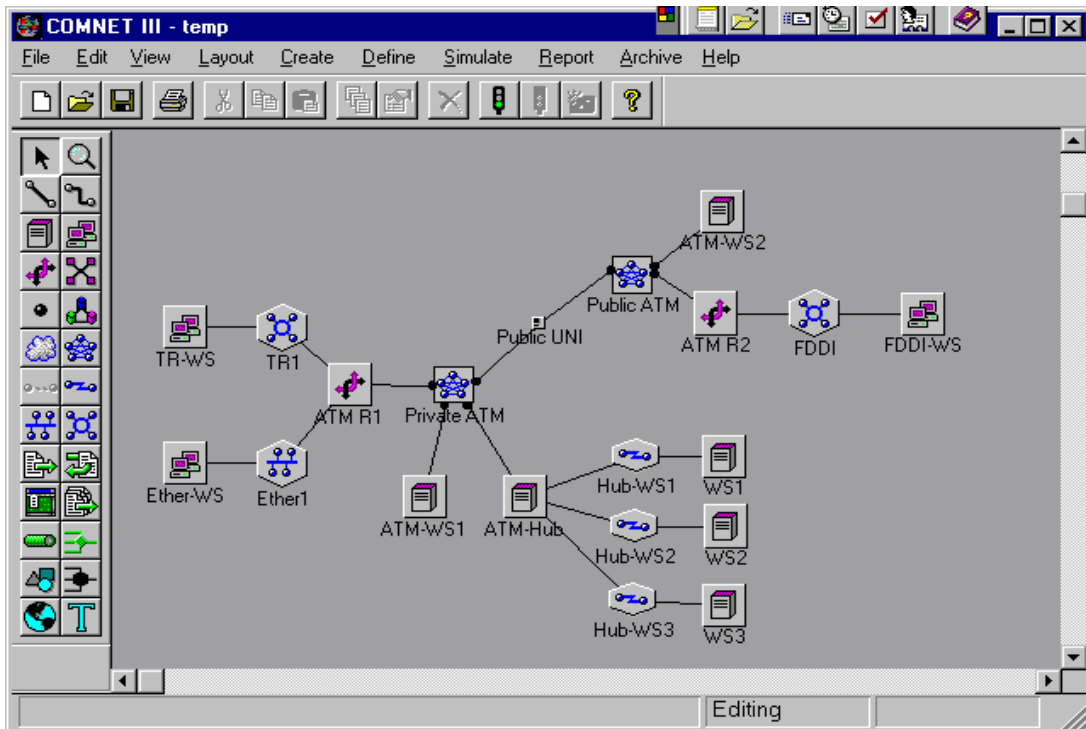 COMNET III - temp
File Edit View Layout Create Define Simulate Report Archive Help
ATM-WS2
Public ATM
Public UNI
ATM R2
FDDI
FDDI-WS
TR-WS
TR1
ATM R1
Private ATM
Ether-WS
Ether1
ATM-WS1
ATM-Hub
Hub-WS1
WS1
Hub-WS2
WS2
Hub-WS3
WS3
Editing